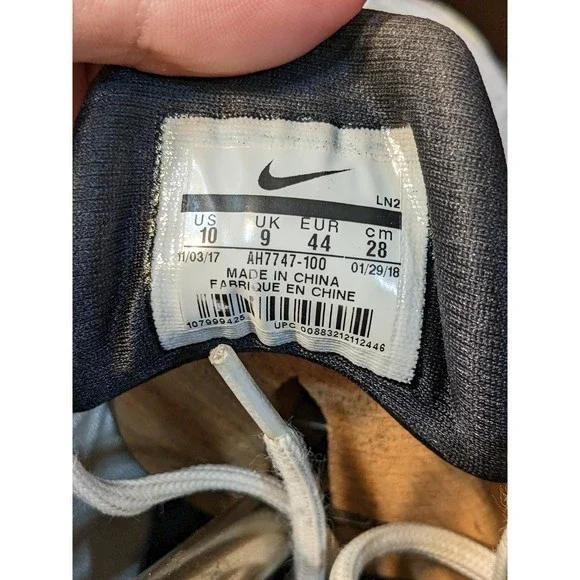 LN2
US UK EUR cm
10 9 44 28
11/03/17 AH7747-100 01/29/18
MADE IN CHINA
FABRIQUE EN CHINE
107999425 UPC 00883212112446